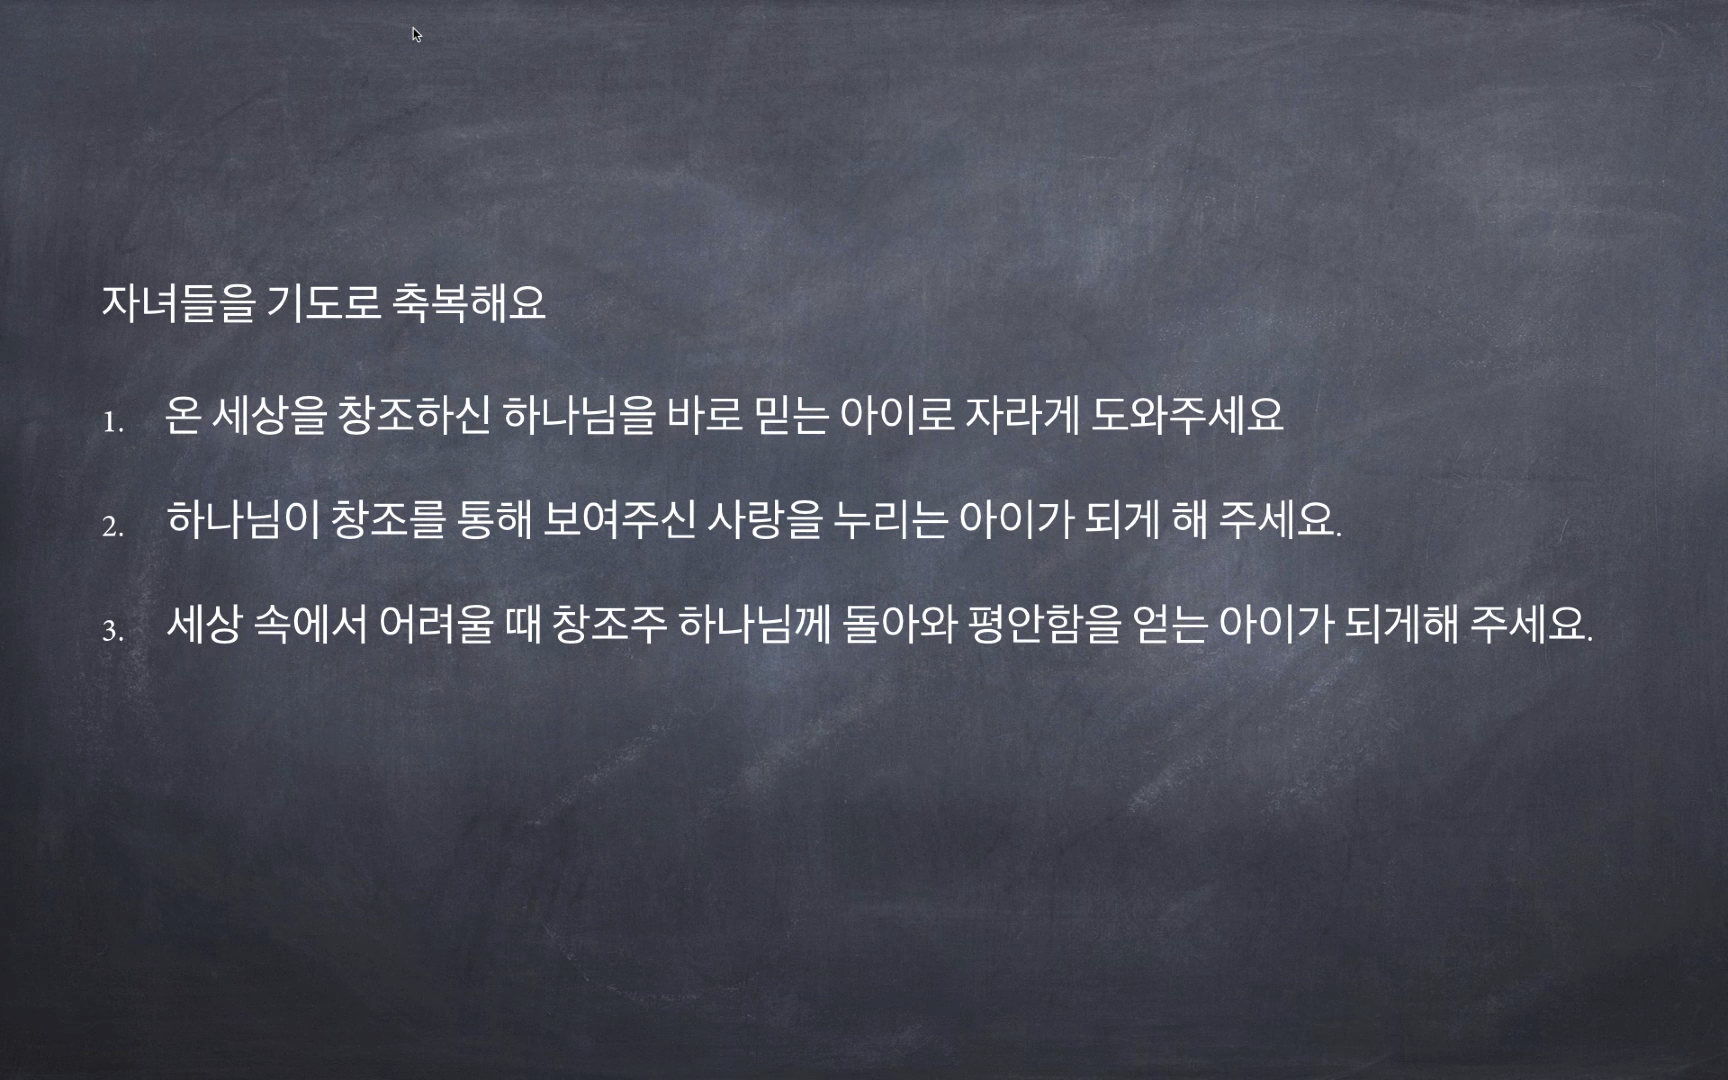 자녀들을 기도로 축복해요
1. 온 세상을 창조하신 하나님을 바로 믿는 아이로 자라게 도와주세요
2. 하나님이 창조를 통해 보여주신 사랑을 누리는 아이가 되게 해 주세요.
3. 세상 속에서 어려울 때 창조주 하나님께 돌아와 평안함을 얻는 아이가 되게해 주세요.